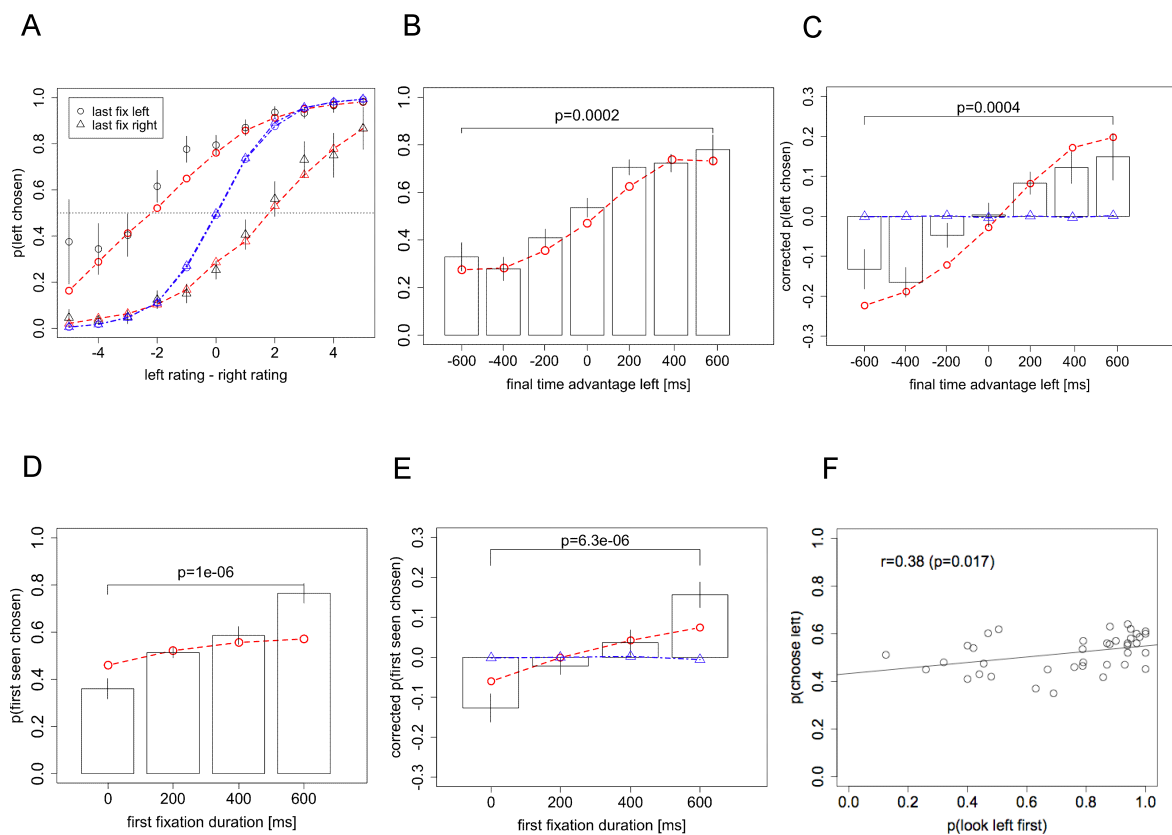 A
B
C
last fix left
last fix right
p(left chosen)
0.0 0.2 0.4 0.6 0.8 1.0
-4 -2 0 2 4
left rating - right rating
p=0.0002
p(left chosen)
0.0 0.2 0.4 0.6 0.8 1.0
-600 -400 -200 0 200 400 600
final time advantage left [ms]
p=0.0004
corrected p(left chosen)
-0.3 -0.2 -0.1 0.0 0.1 0.2 0.3
-600 -400 -200 0 200 400 600
final time advantage left [ms]
D
E
F
p=1e-06
p(first seen chosen)
0.0 0.2 0.4 0.6 0.8 1.0
0 200 400 600
first fixation duration [ms]
p=6.3e-06
corrected p(first seen chosen)
-0.3 -0.2 -0.1 0.0 0.1 0.2 0.3
0 200 400 600
first fixation duration [ms]
r=0.38 (p=0.017)
p(choose left)
0.0 0.2 0.4 0.6 0.8 1.0
0.0 0.2 0.4 0.6 0.8 1.0
p(look left first)